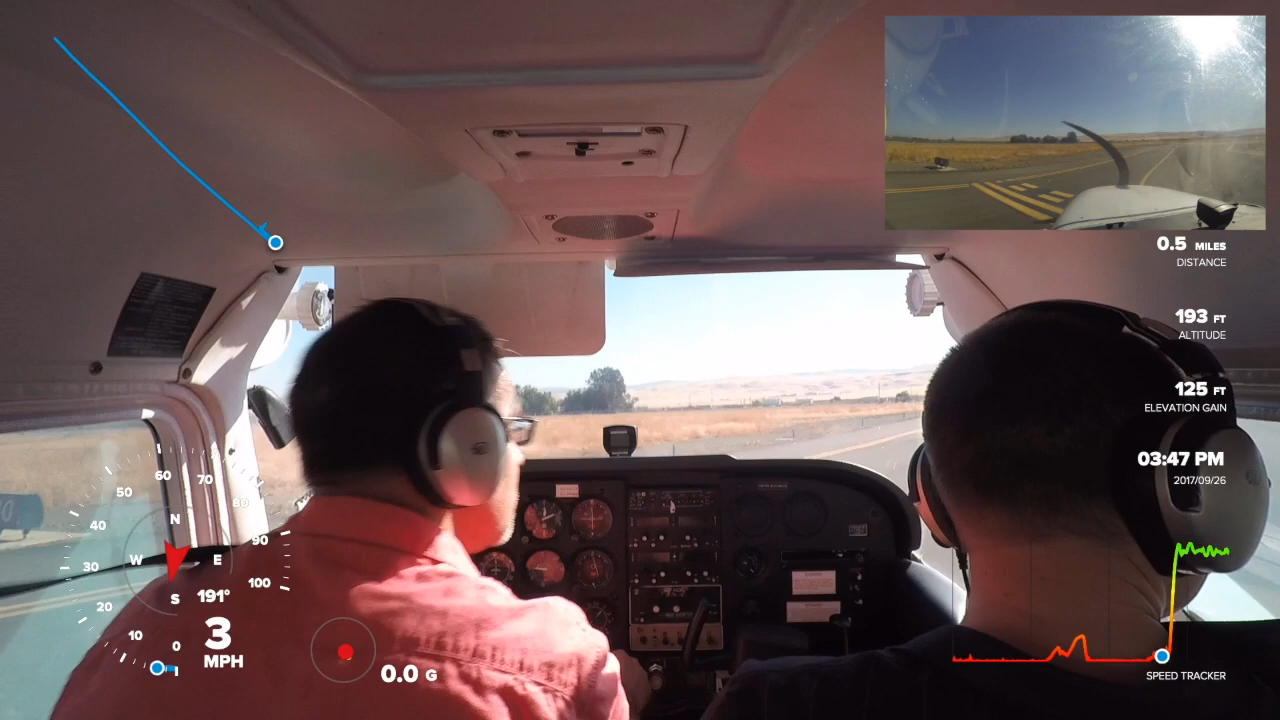 0.5 MILES
DISTANCE
193 FT
ALTITUDE
125 FT
ELEVATION GAIN
03:47 PM
2017/09/26
SPEED TRACKER
0
10
20
30
40
50
60
70
80
90
100
N
W
E
S
191°
3
MPH
0.0 G